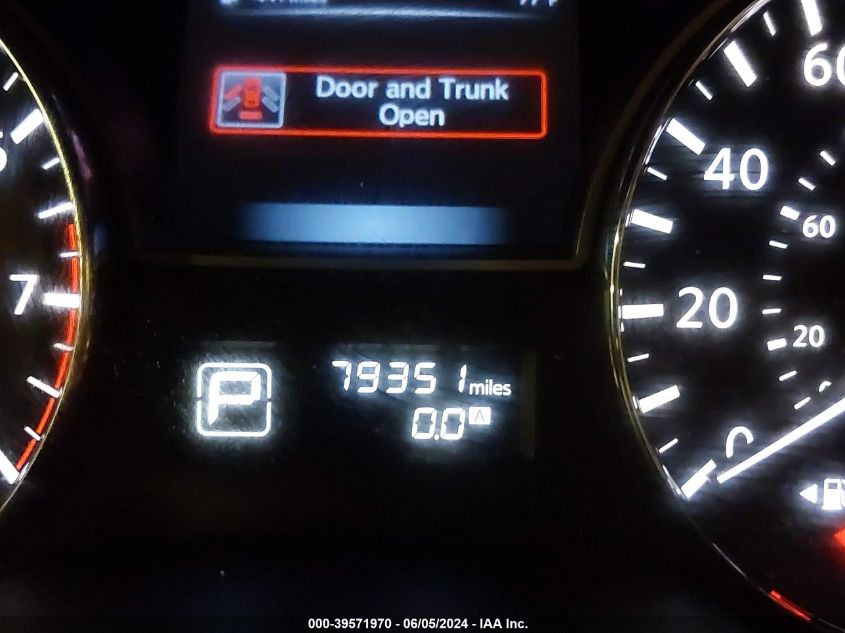 Door and Trunk
Open
60
40
60
7
20
20
P
79351 miles
0.0 A
0
000-39571970 - 06/05/2024 - IAA Inc.